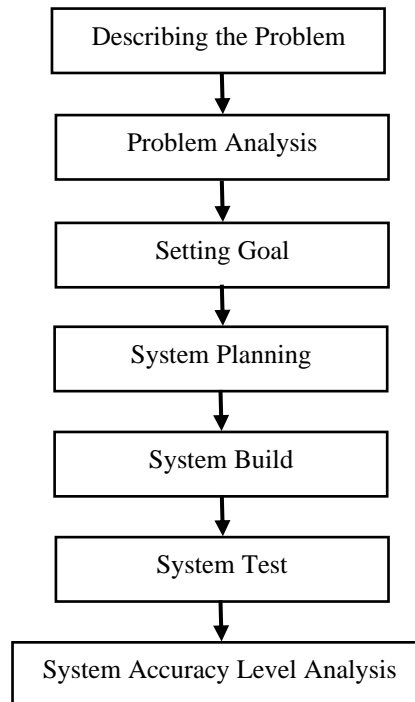 Describing the Problem
Problem Analysis
Setting Goal
System Planning
System Build
System Test
System Accuracy Level Analysis